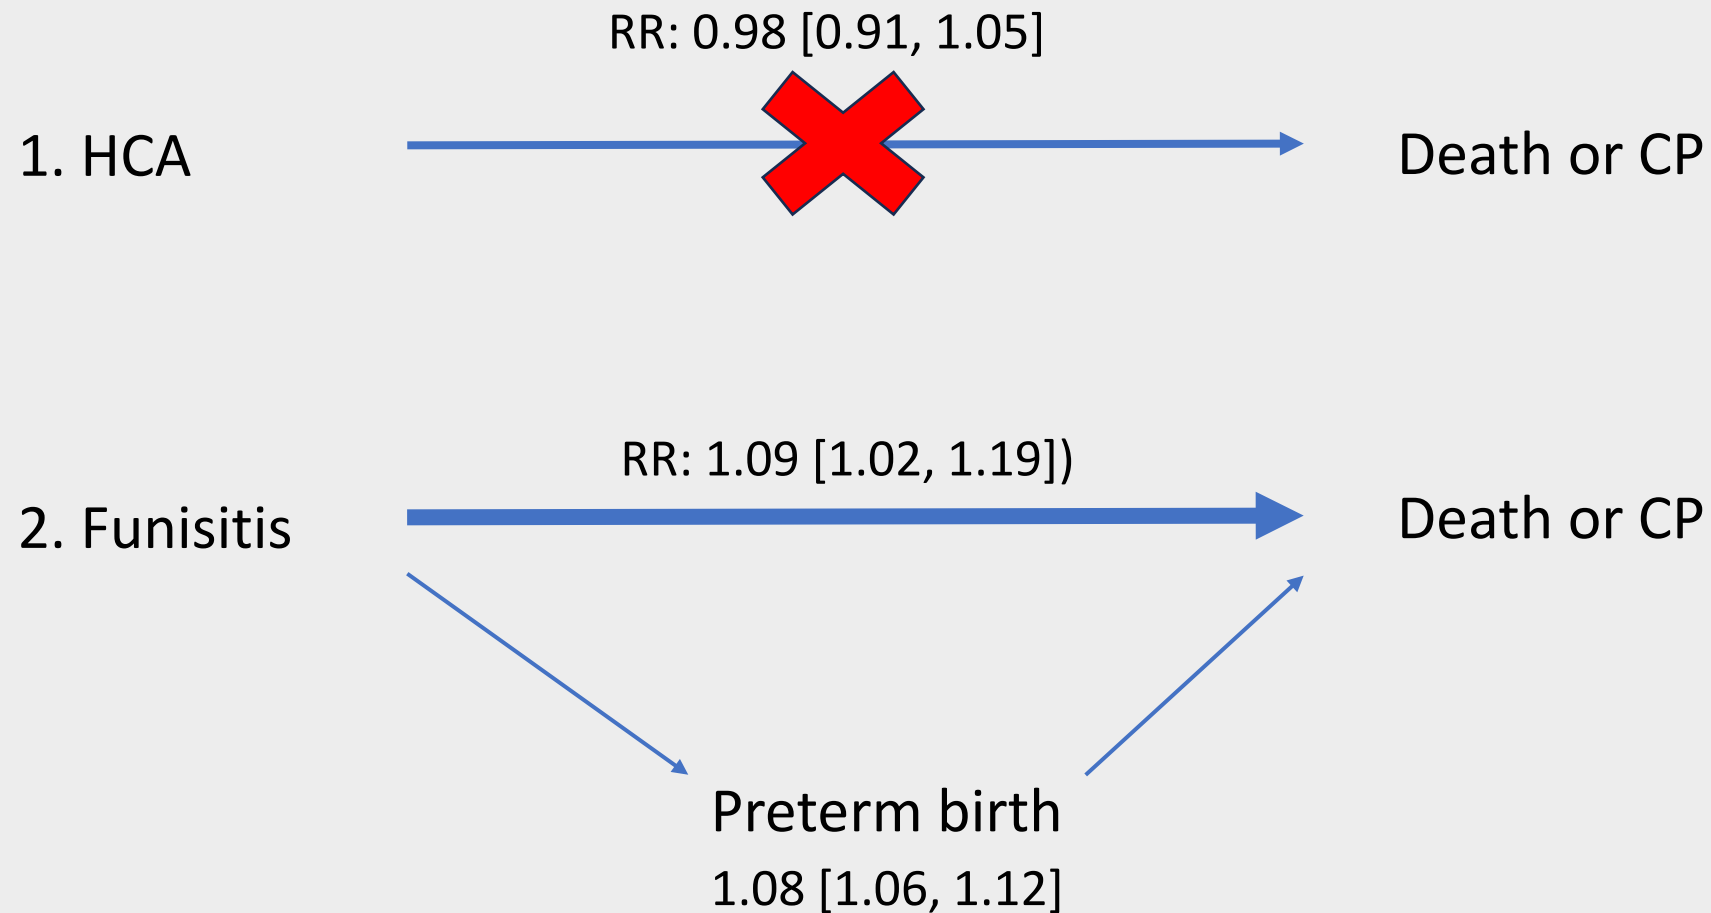 RR: 0.98 [0.91, 1.05]
1. HCA
Death or CP
RR: 1.09 [1.02, 1.19])
2. Funisitis
Death or CP
Preterm birth
1.08 [1.06, 1.12]